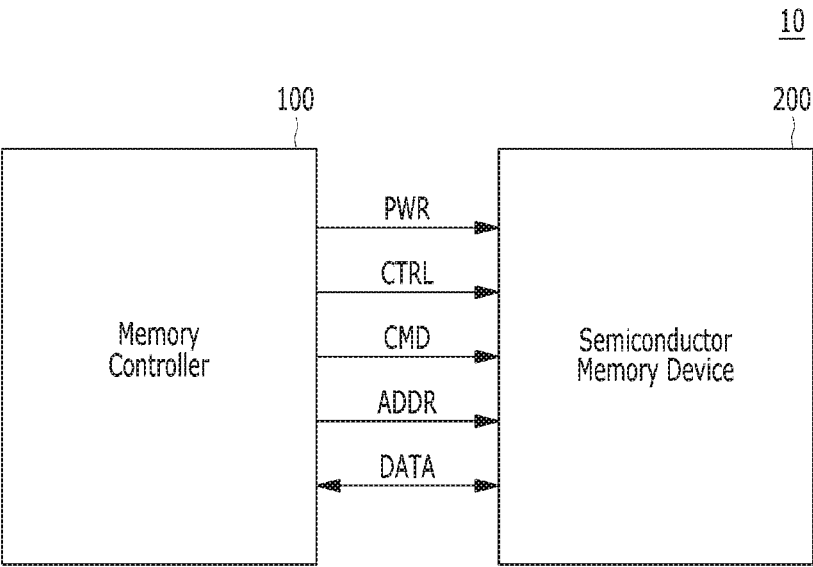 10
100
200
PWR
CTRL
CMD
ADDR
DATA
Memory
Controller
Semiconductor
Memory Device